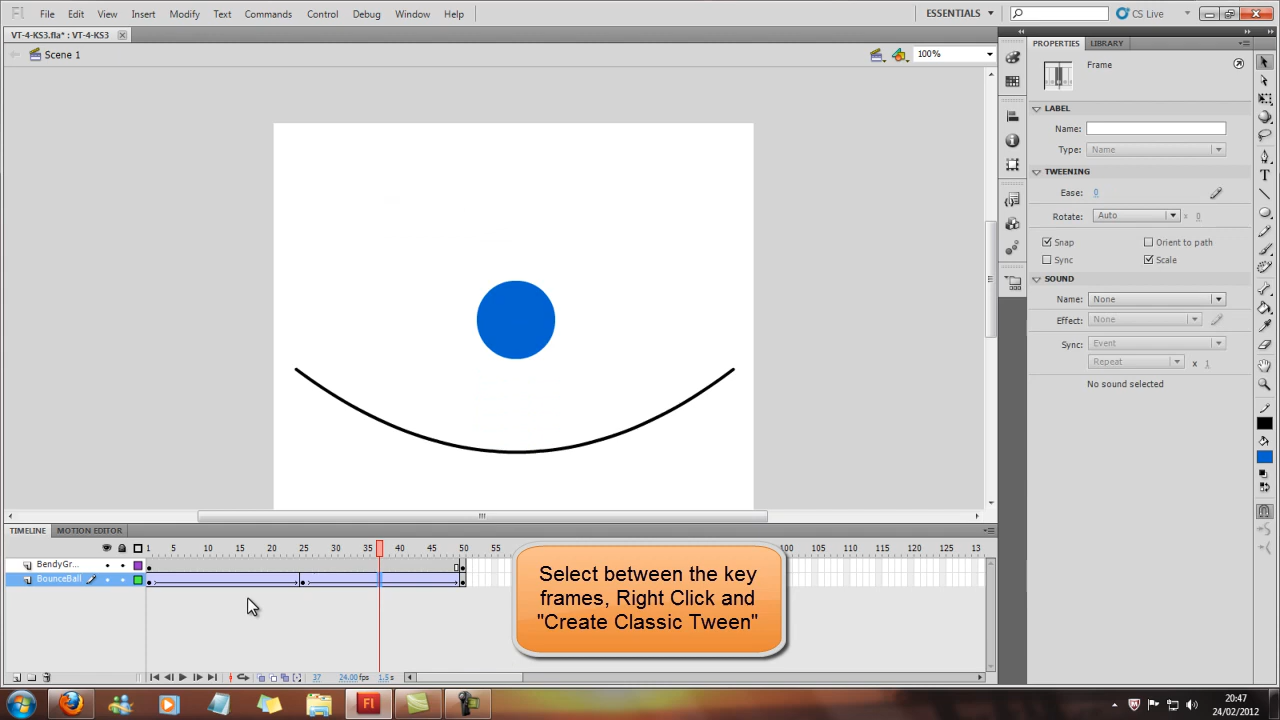 Fl File Edit View Insert Modify Text Commands Control Debug Window Help ESSENTIALS CS Live
VT-4-KS3.fla* : VT-4-KS3
Scene 1 100%
PROPERTIES LIBRARY
Frame
LABEL
Name:
Type: Name
TWEENING
Ease: 0
Rotate: Auto x 0
Snap Orient to path
Sync Scale
SOUND
Name: None
Effect: None
Sync: Event
Repeat x 1
No sound selected
TIMELINE MOTION EDITOR
1 5 10 15 20 25 30 35 40 45 50 55 100 105 110 115 120 125 13
BendyGr...
BounceBall
Select between the key
frames, Right Click and
"Create Classic Tween"
37 24.00 fps 1.5 s
Fl
20:47
24/02/2012